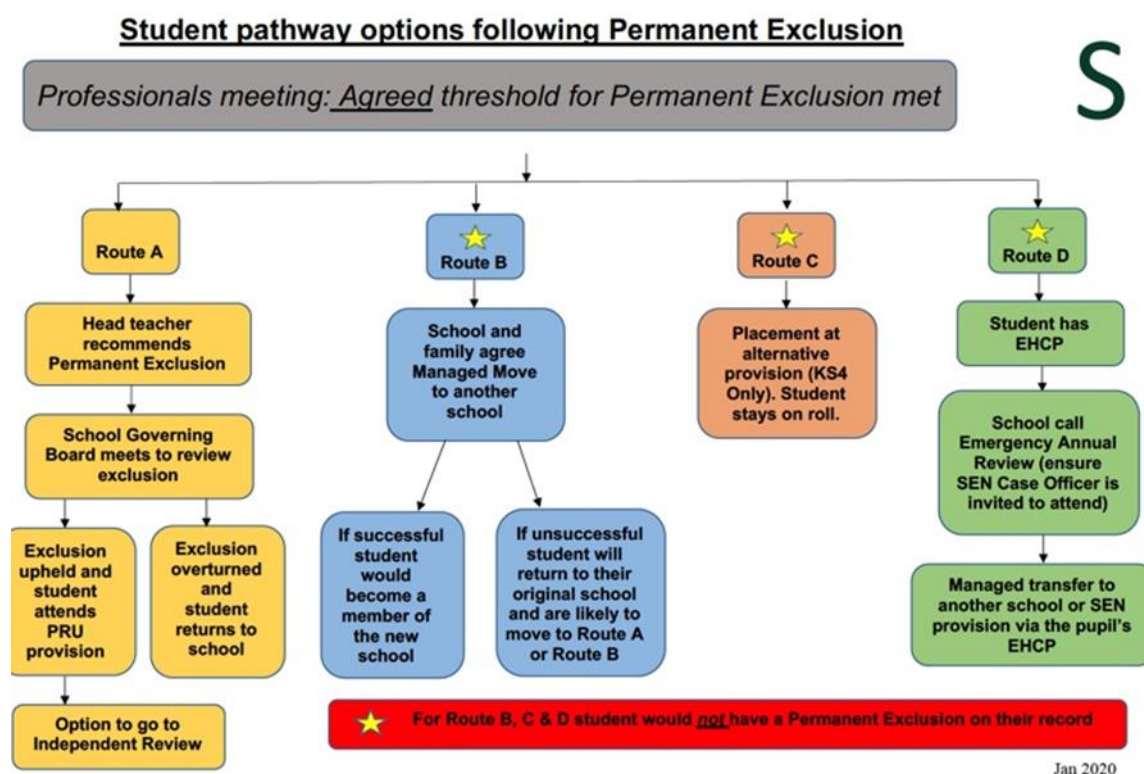 Student pathway options following Permanent Exclusion
S
Professionals meeting: Agreed threshold for Permanent Exclusion met
Route A
Head teacher
recommends
Permanent Exclusion
School Governing
Board meets to review
exclusion
Exclusion
upheld and
student
attends
PRU
provision
Exclusion
overturned
and
student
returns to
school
Option to go to
Independent Review
Route B
School and
family agree
Managed Move
to another
school
If successful
student
would
become a
member of
the new
school
If unsuccessful
student will
return to their
original school
and are likely to
move to Route A
or Route B
Route C
Placement at
alternative
provision (KS4
Only). Student
stays on roll.
Route D
Student has
EHCP
School call
Emergency Annual
Review (ensure
SEN Case Officer is
invited to attend)
Managed transfer to
another school or SEN
provision via the pupil's
EHCP
For Route B, C & D student would not have a Permanent Exclusion on their record
Jan 2020